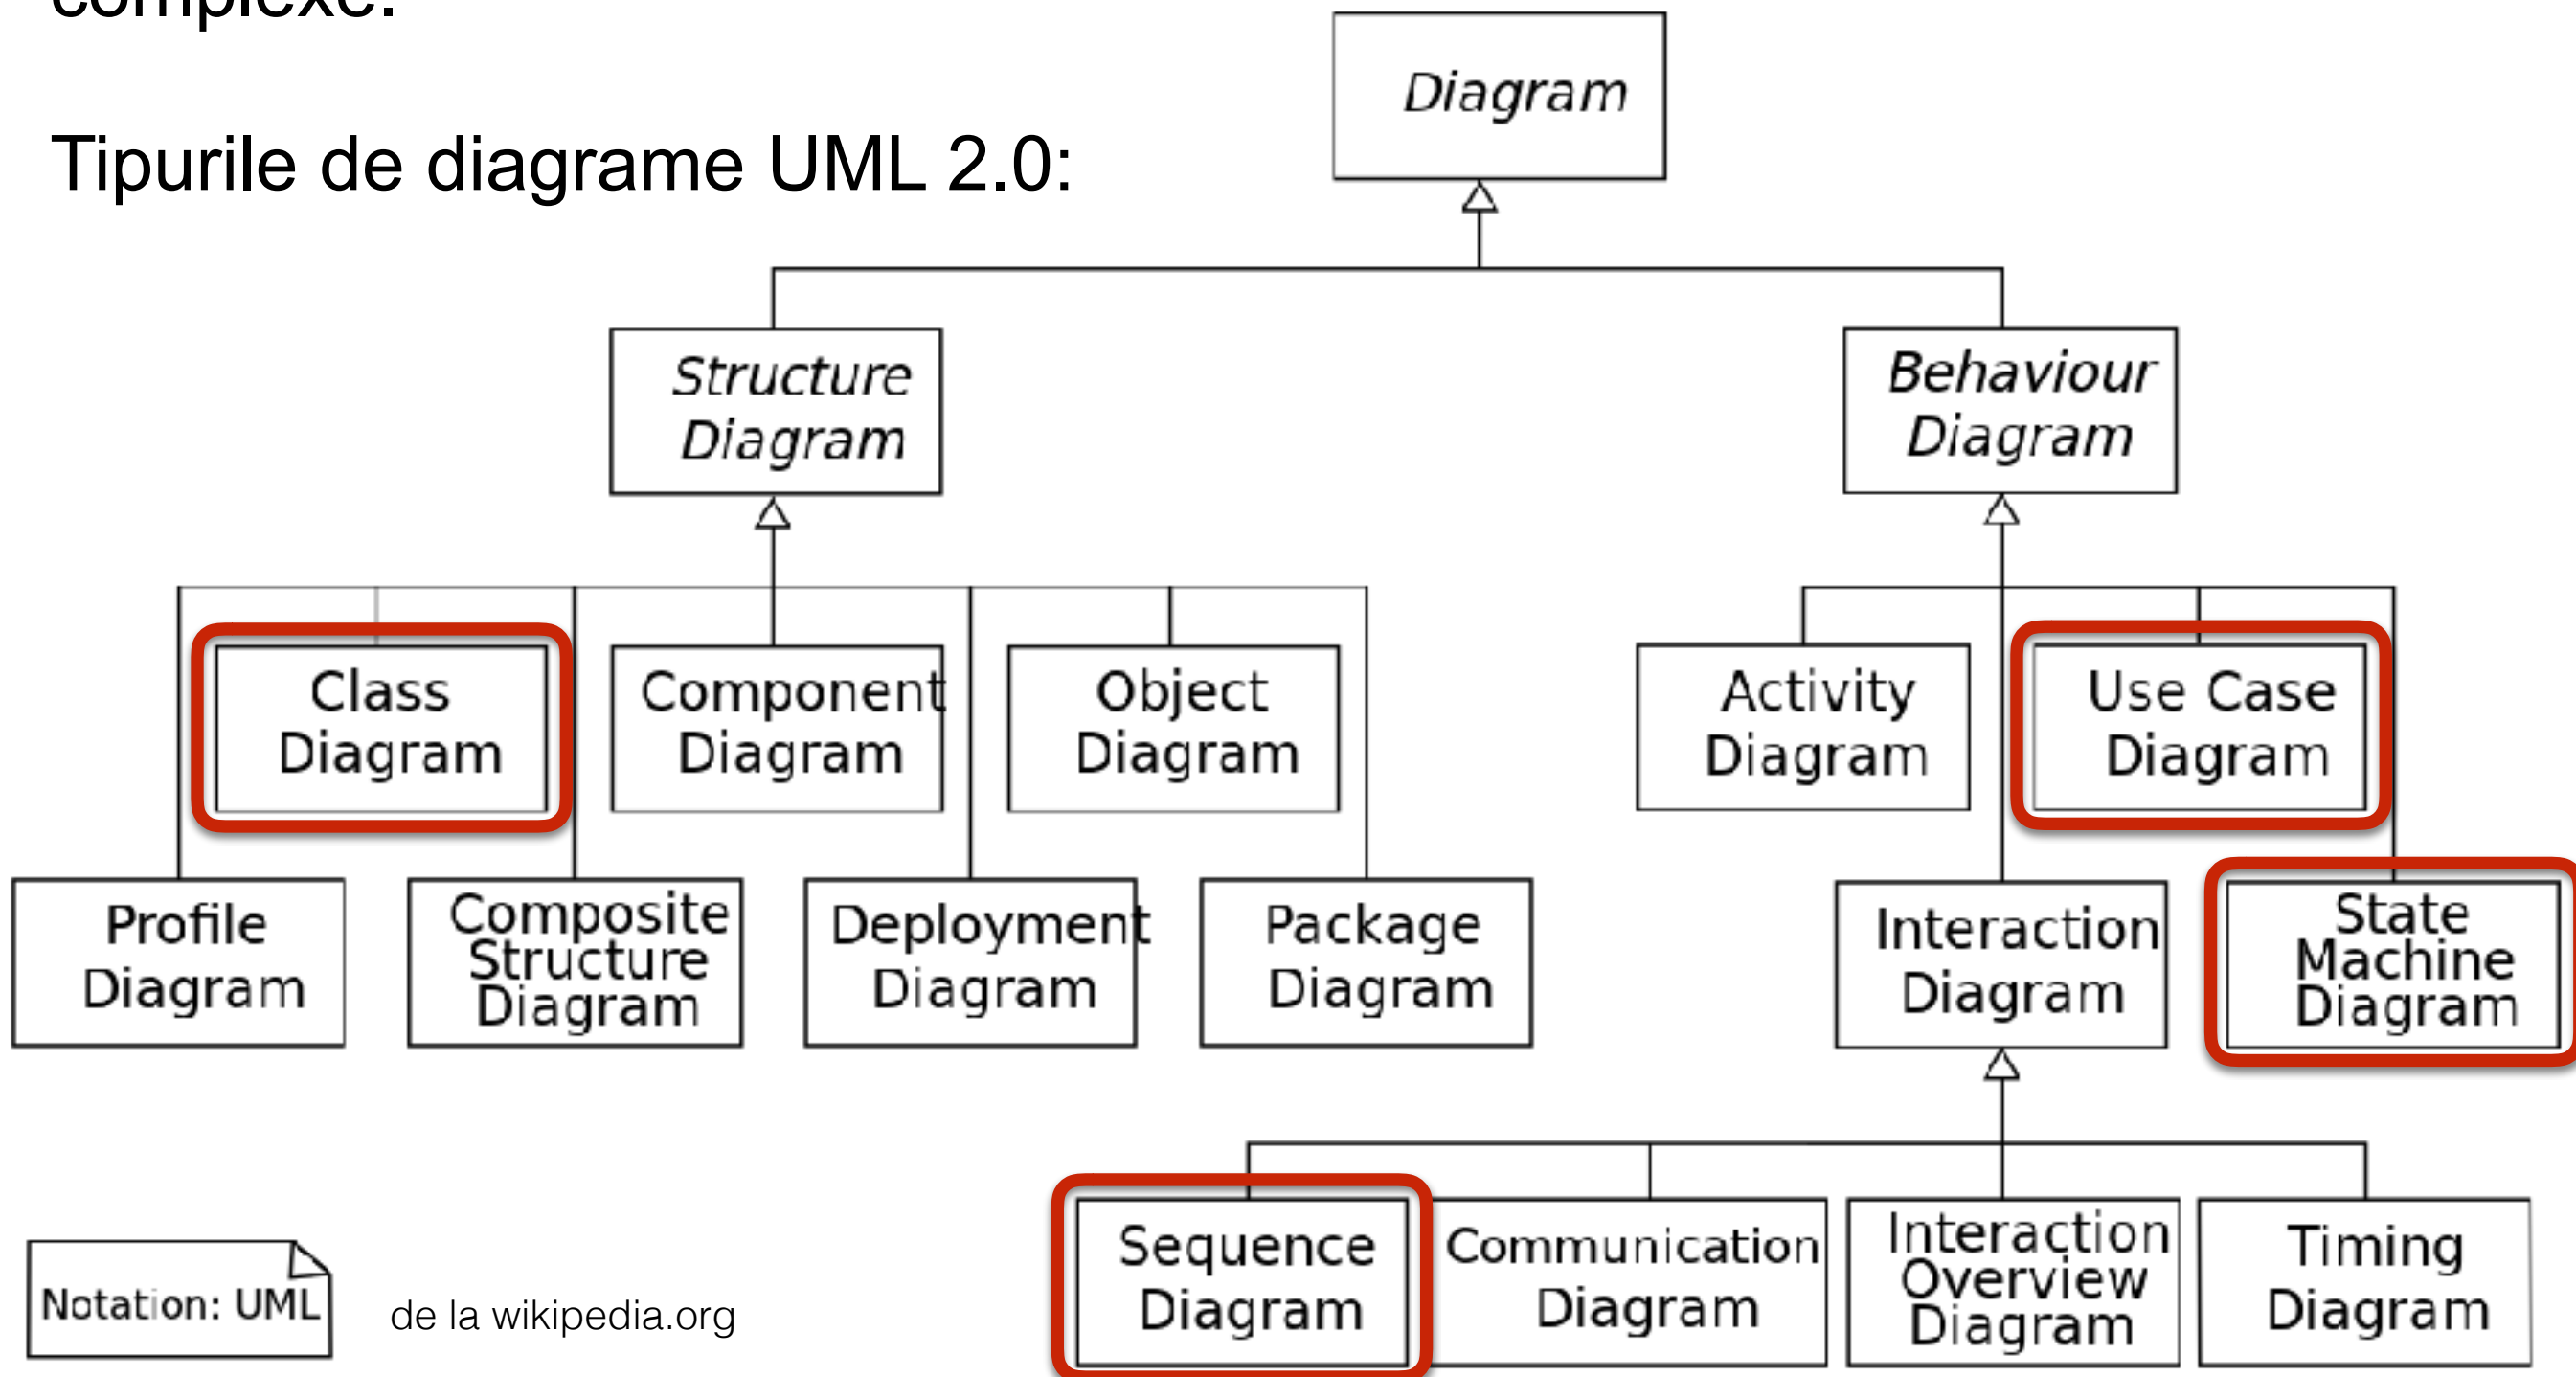 complexe.
Tipurile de diagrame UML 2.0:
Diagram
Structure
Diagram
Behaviour
Diagram
Class
Diagram
Component
Diagram
Object
Diagram
Activity
Diagram
Use Case
Diagram
Profile
Diagram
Composite
Structure
Diagram
Deployment
Diagram
Package
Diagram
Interaction
Diagram
State
Machine
Diagram
Sequence
Diagram
Communication
Diagram
Interaction
Overview
Diagram
Timing
Diagram
Notation: UML
de la wikipedia.org